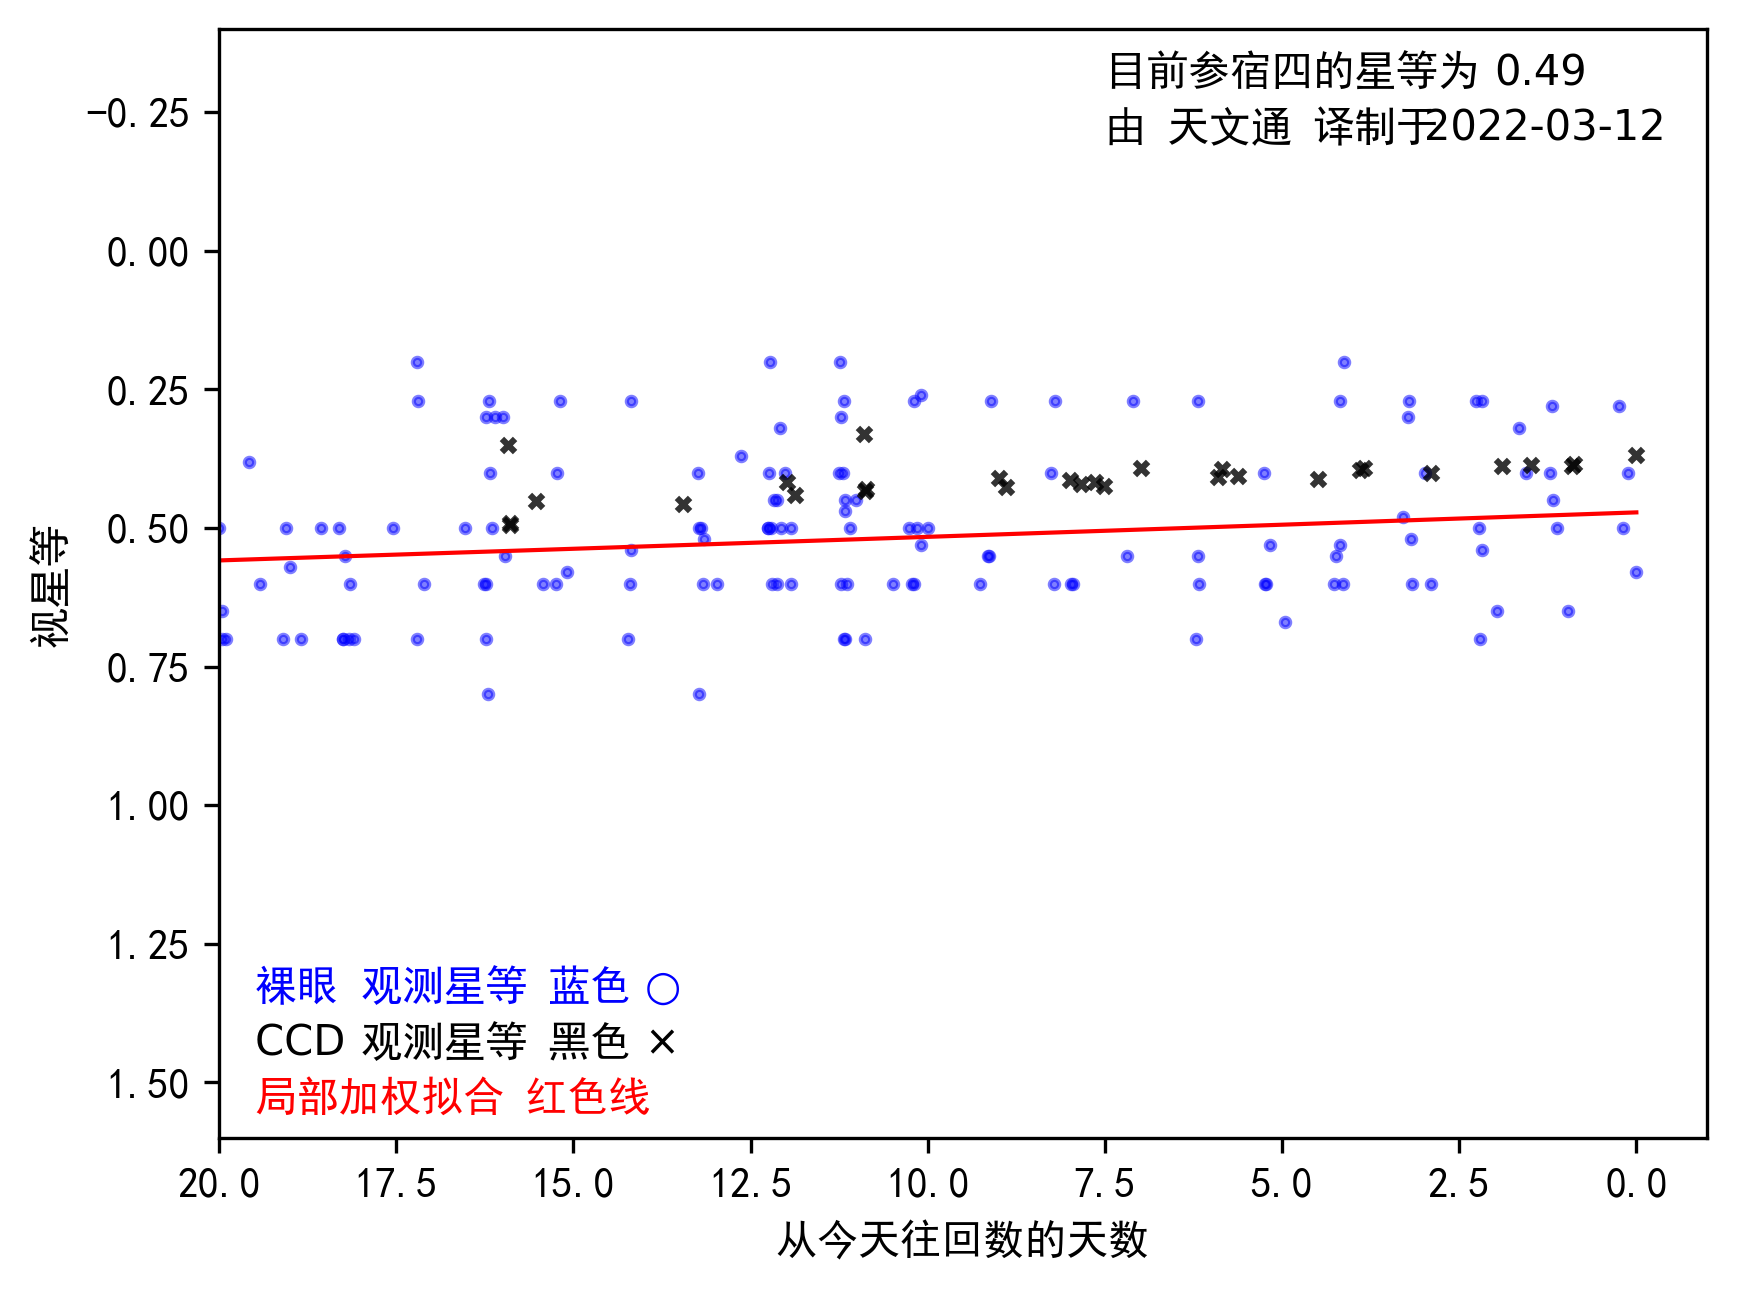 目前参宿四的星等为 0.49
由 天文通 译制于2022-03-12
−0.25
0.00
0.25
0.50
0.75
1.00
1.25
1.50
视星等
裸眼 观测星等 蓝色 ○
CCD 观测星等 黑色 ×
局部加权拟合 红色线
20.0 17.5 15.0 12.5 10.0 7.5 5.0 2.5 0.0
从今天往回数的天数